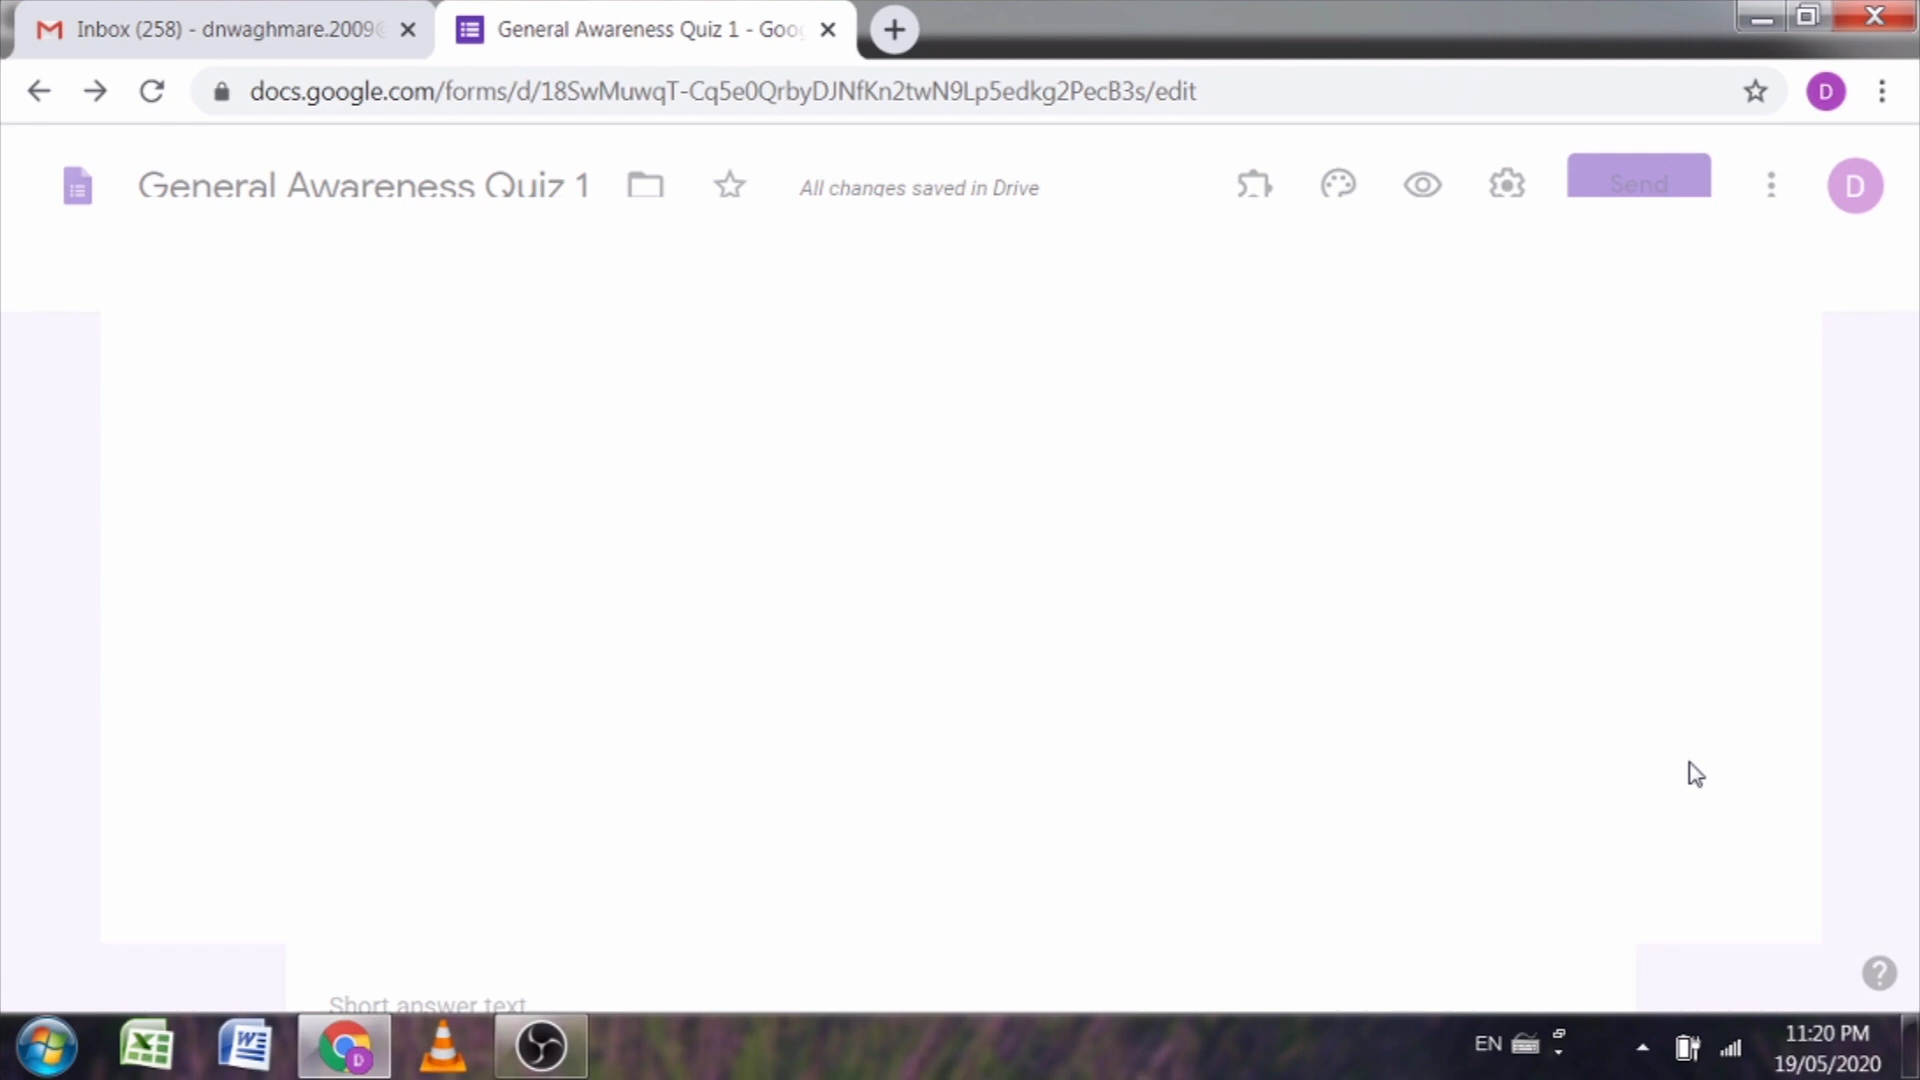 Inbox (258) - dnwaghmare.2009@
General Awareness Quiz 1 - Goo
docs.google.com/forms/d/18SwMuwqT-Cq5e0QrbyDJNfKn2twN9Lp5edkg2PecB3s/edit
D
General Awareness Quiz 1
All changes saved in Drive
Send
D
Short answer text
EN
11:20 PM
19/05/2020